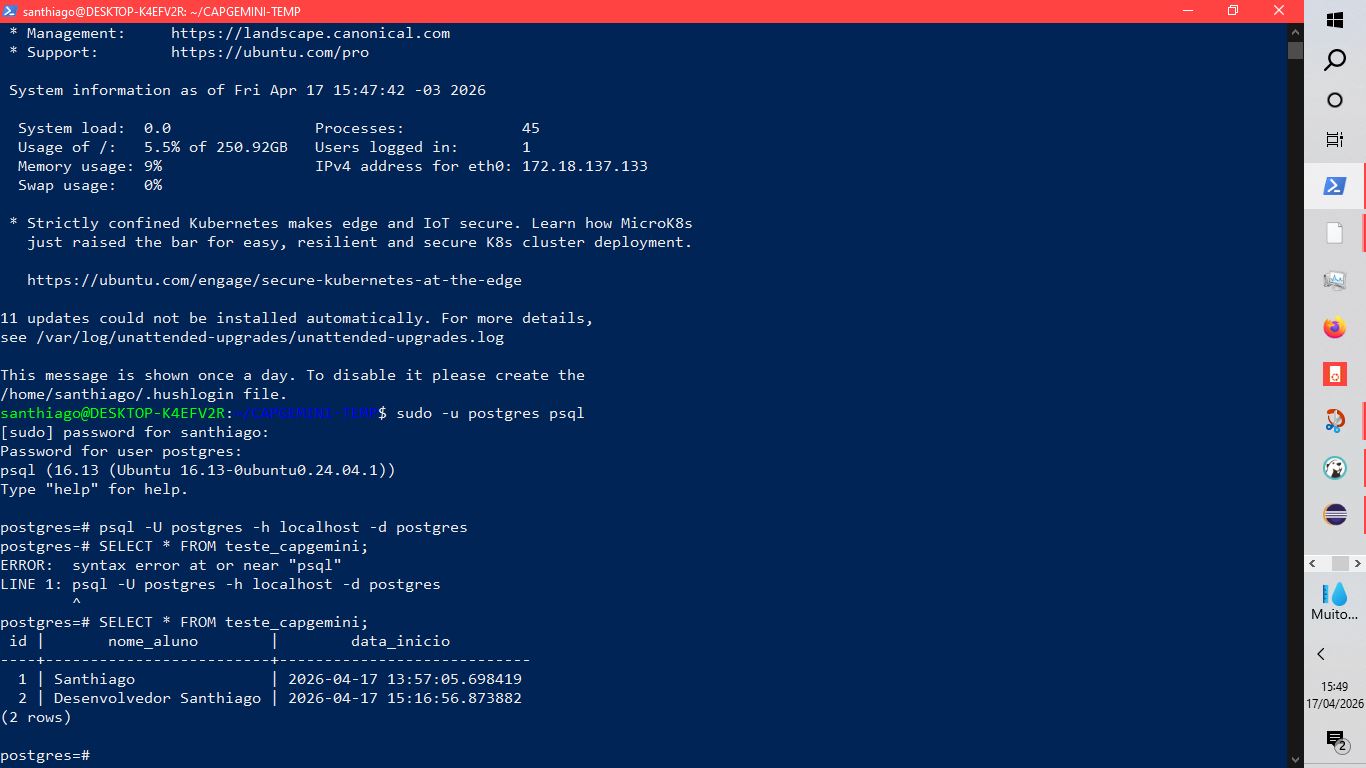 santhiago@DESKTOP-K4EFV2R: ~/CAPGEMINI-TEMP
 * Management:     https://landscape.canonical.com
 * Support:        https://ubuntu.com/pro

 System information as of Fri Apr 17 15:47:42 -03 2026

  System load:  0.0                Processes:             45
  Usage of /:   5.5% of 250.92GB   Users logged in:       1
  Memory usage: 9%                 IPv4 address for eth0: 172.18.137.133
  Swap usage:   0%

 * Strictly confined Kubernetes makes edge and IoT secure. Learn how MicroK8s
   just raised the bar for easy, resilient and secure K8s cluster deployment.

   https://ubuntu.com/engage/secure-kubernetes-at-the-edge

11 updates could not be installed automatically. For more details,
see /var/log/unattended-upgrades/unattended-upgrades.log

This message is shown once a day. To disable it please create the
/home/santhiago/.hushlogin file.
santhiago@DESKTOP-K4EFV2R:~/CAPGEMINI-TEMP$ sudo -u postgres psql
[sudo] password for santhiago:
Password for user postgres:
psql (16.13 (Ubuntu 16.13-0ubuntu0.24.04.1))
Type "help" for help.

postgres=# psql -U postgres -h localhost -d postgres
postgres-# SELECT * FROM teste_capgemini;
ERROR:  syntax error at or near "psql"
LINE 1: psql -U postgres -h localhost -d postgres
        ^
postgres=# SELECT * FROM teste_capgemini;
 id |       nome_aluno        |        data_inicio
----+-------------------------+----------------------------
  1 | Santhiago               | 2026-04-17 13:57:05.698419
  2 | Desenvolvedor Santhiago | 2026-04-17 15:16:56.873882
(2 rows)

postgres=#
Muito...
15:49
17/04/2026
2